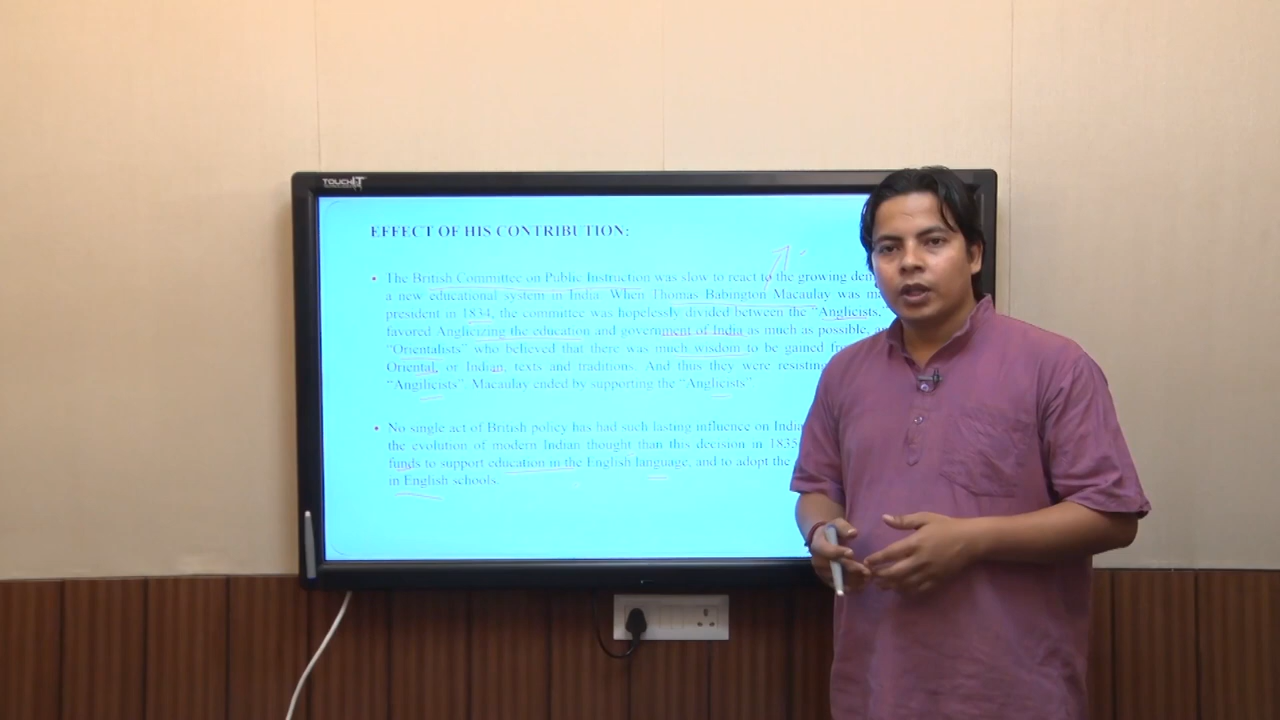 TOUCHIT
EFFECT OF HIS CONTRIBUTION:
The British Committee on Public Instruction was slow to react to the growing
a new educational system in India. When Thomas Babington Macaulay was
president in 1834, the committee was hopelessly divided between the “Anglicists,”
favored Anglicizing the education and government of India as much as possible,
“Orientalists” who believed that there was much wisdom to be gained
Oriental, or Indian, texts and traditions. And thus they were resisting
“Angilicists”. Macaulay ended by supporting the “Anglicists”
No single act of British policy has had such lasting influence on
the evolution of modern Indian thought than this decision in 1835
funds to support education in the English language, and to adopt the
in English schools.